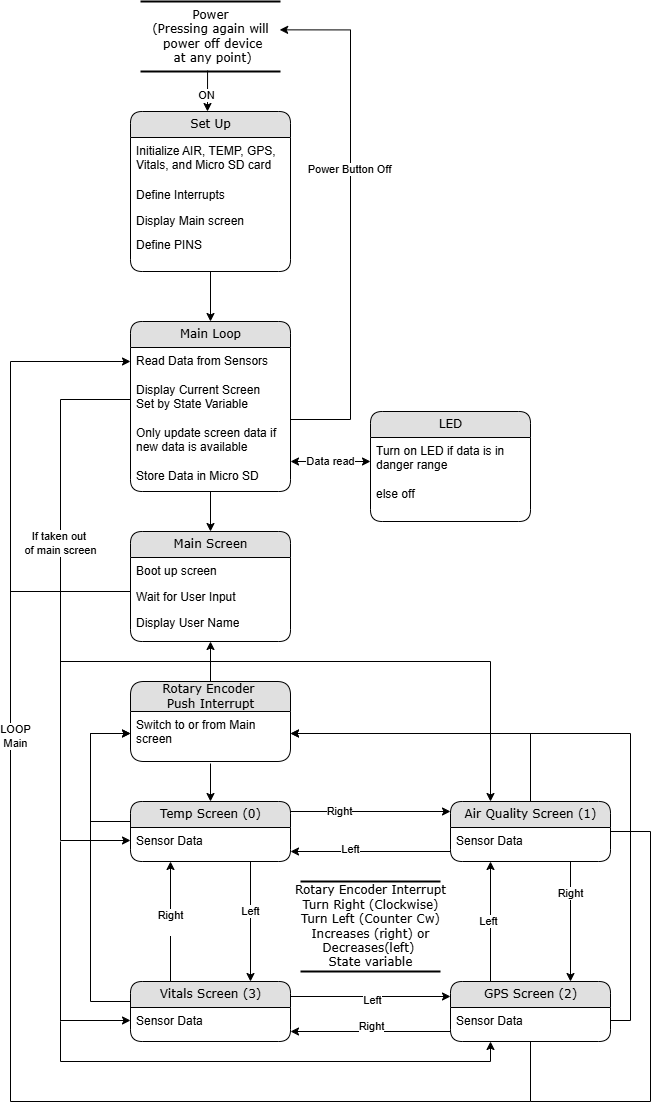 Power
(Pressing again will
power off device
at any point)
ON
Set Up
Initialize AIR, TEMP, GPS,
Vitals, and Micro SD card
Define Interrupts
Display Main screen
Define PINS
Power Button Off
Main Loop
Read Data from Sensors
Display Current Screen
Set by State Variable
Only update screen data if
new data is available
Store Data in Micro SD
Data read
LED
Turn on LED if data is in
danger range
else off
If taken out
of main screen
Main Screen
Boot up screen
Wait for User Input
Display User Name
Rotary Encoder
Push Interrupt
Switch to or from Main
screen
LOOP
Main
Temp Screen (0)
Sensor Data
Right
Left
Air Quality Screen (1)
Sensor Data
Right
Left
Rotary Encoder Interrupt
Turn Right (Clockwise)
Turn Left (Counter Cw)
Increases (right) or
Decreases(left)
State variable
Left
Right
Vitals Screen (3)
Sensor Data
Left
Right
GPS Screen (2)
Sensor Data